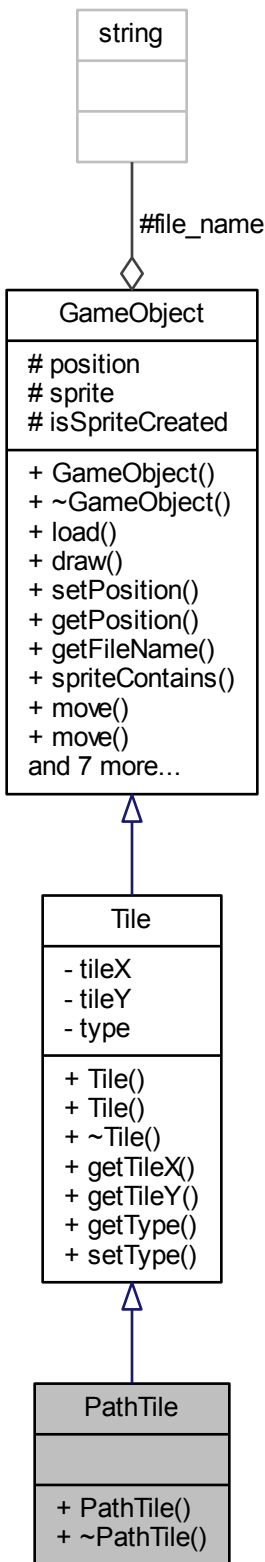 string
#file_name
GameObject
# position
# sprite
# isSpriteCreated
+ GameObject()
+ ~GameObject()
+ load()
+ draw()
+ setPosition()
+ getPosition()
+ getFileName()
+ spriteContains()
+ move()
+ move()
and 7 more...
Tile
- tileX
- tileY
- type
+ Tile()
+ Tile()
+ ~Tile()
+ getTileX()
+ getTileY()
+ getType()
+ setType()
PathTile
+ PathTile()
+ ~PathTile()